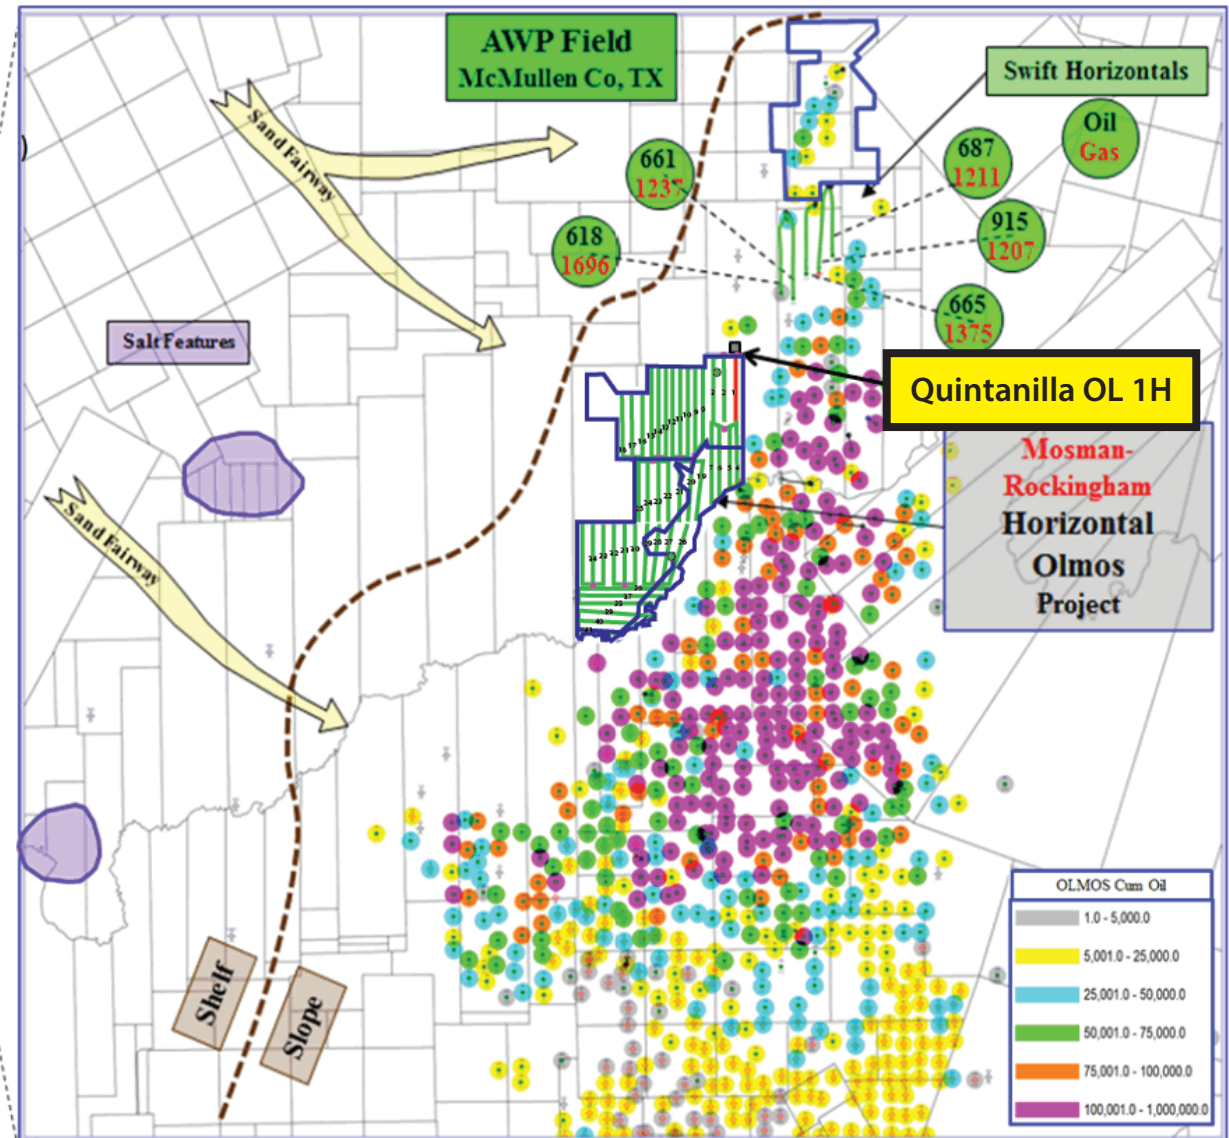 )
AWP Field
McMullen Co, TX
Swift Horizontals
Oil
Gas
661
1237
687
1211
618
1696
915
1207
665
1375
Sand Fairway
Salt Features
Quintanilla OL 1H
Mosman-
Rockingham
Horizontal
Olmos
Project
Sand Fairway
Shelf
Slope
OLMOS Cum Oil
1.0 - 5,000.0
5,001.0 - 25,000.0
25,001.0 - 50,000.0
50,001.0 - 75,000.0
75,001.0 - 100,000.0
100,001.0 - 1,000,000.0